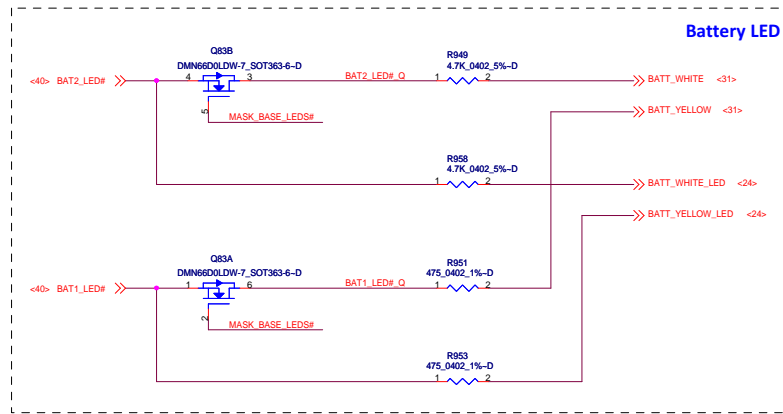 Battery LED
Q83B
DMN66D0LDW-7_SOT363-6~D
R949
4.7K_0402_5%~D
<40> BAT2_LED#
4
3
BAT2_LED#_Q
1
2
BATT_WHITE <31>
5
MASK_BASE_LEDS#
BATT_YELLOW <31>
R958
4.7K_0402_5%~D
1
2
BATT_WHITE_LED <24>
BATT_YELLOW_LED <24>
Q83A
DMN66D0LDW-7_SOT363-6~D
R951
475_0402_1%~D
<40> BAT1_LED#
1
6
BAT1_LED#_Q
1
2
2
MASK_BASE_LEDS#
R953
475_0402_1%~D
1
2